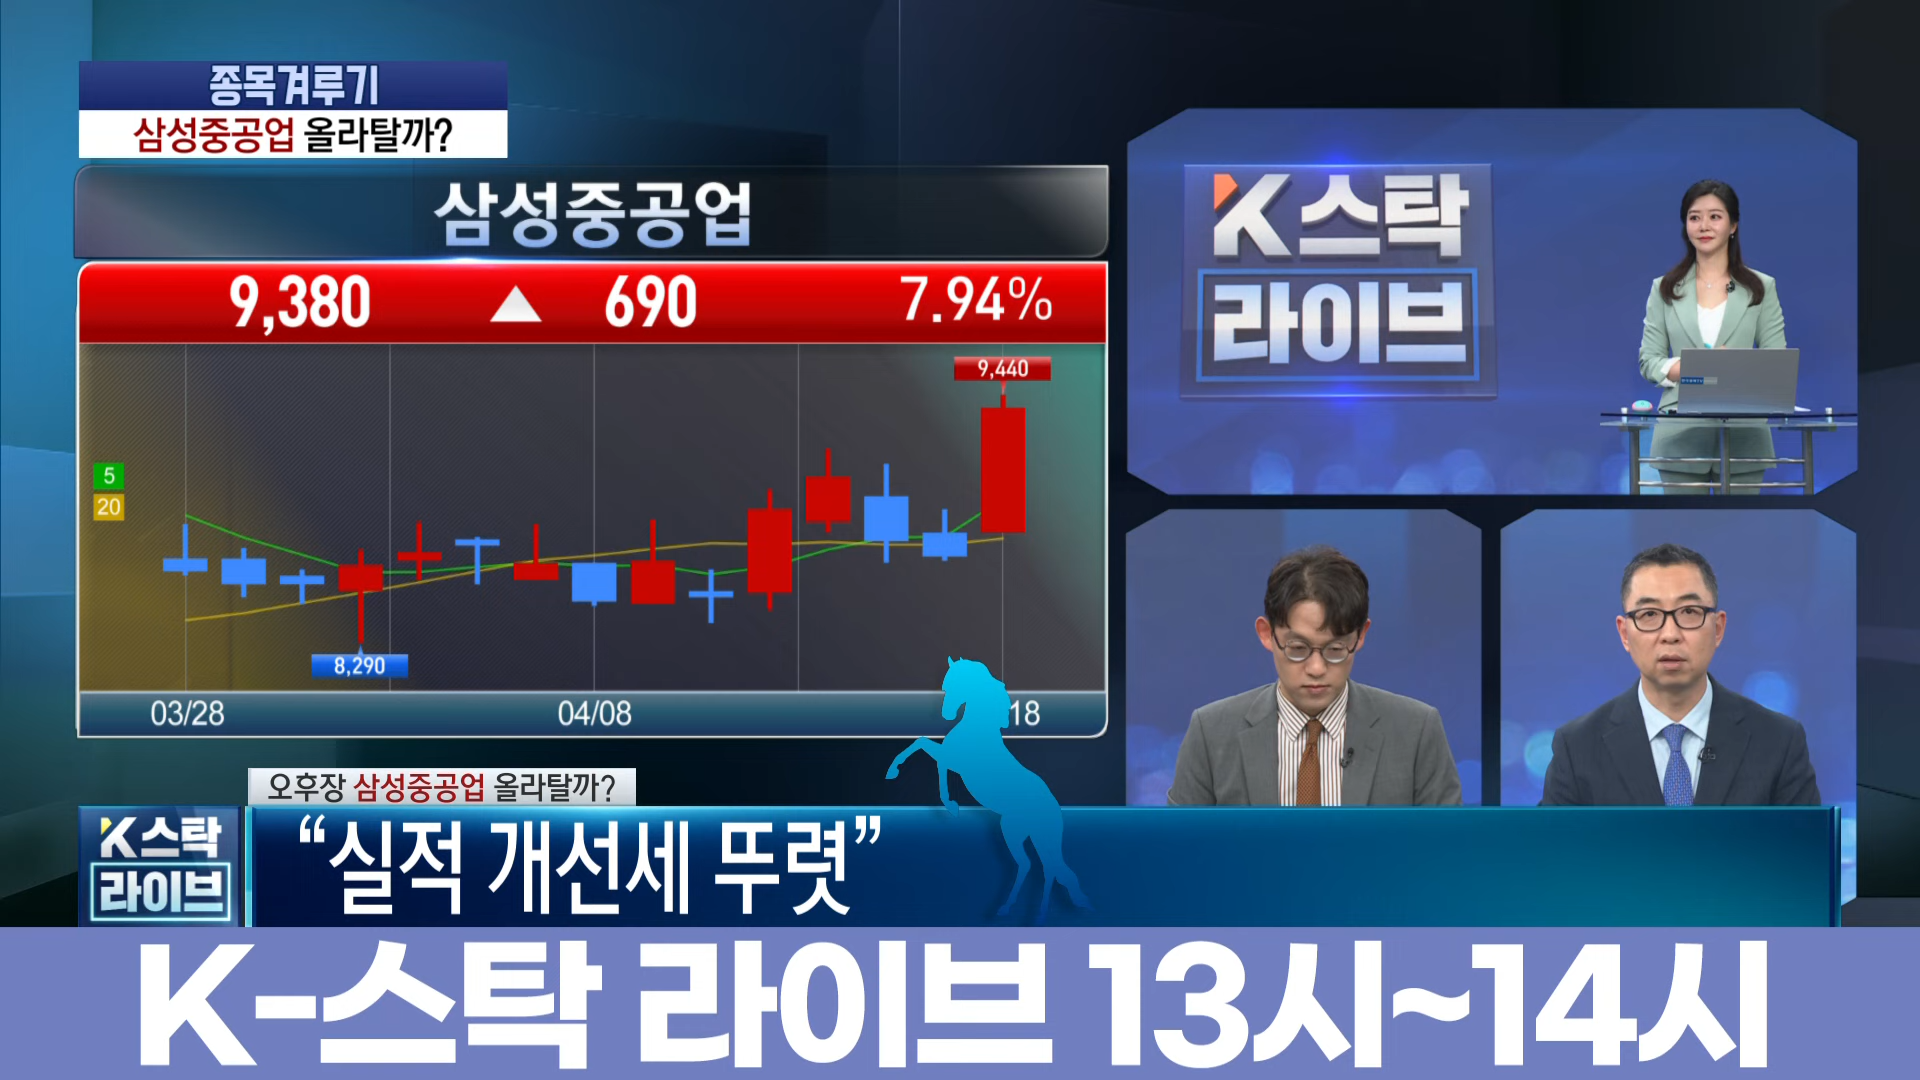 종목겨루기
삼성중공업 올라탈까?
삼성중공업
9,380 ▲ 690 7.94%
9,440
5
20
8,290
03/28 04/08 18
K스탁
라이브
오후장 삼성중공업 올라탈까?
K스탁
라이브
“실적 개선세 뚜렷”
K-스탁 라이브 13시~14시